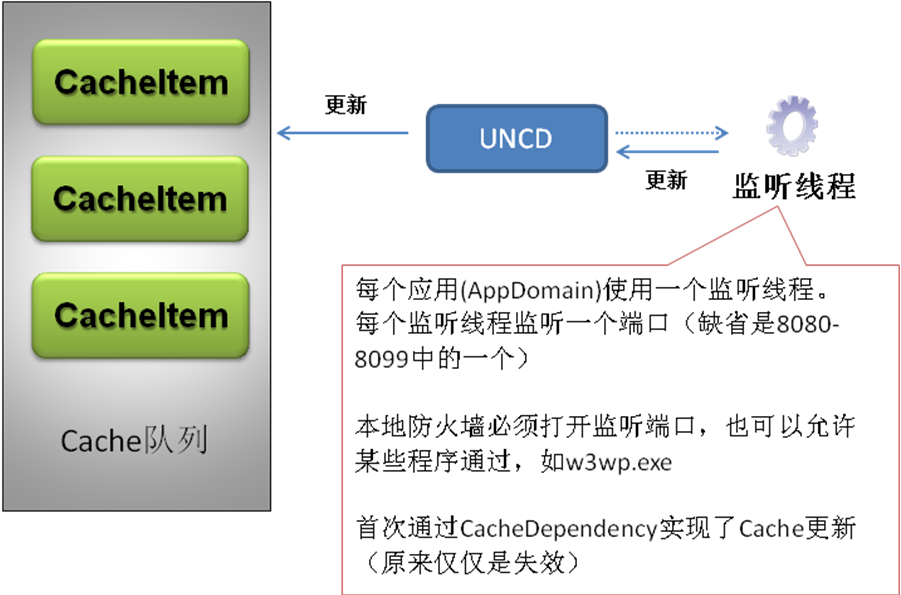 CacheItem
CacheItem
CacheItem
Cache队列
更新
UNCD
更新
监听线程
每个应用(AppDomain)使用一个监听线程。
每个监听线程监听一个端口（缺省是8080-
8099中的一个）
本地防火墙必须打开监听端口，也可以允许
某些程序通过，如w3wp.exe
首次通过CacheDependency实现了Cache更新
（原来仅仅是失效）